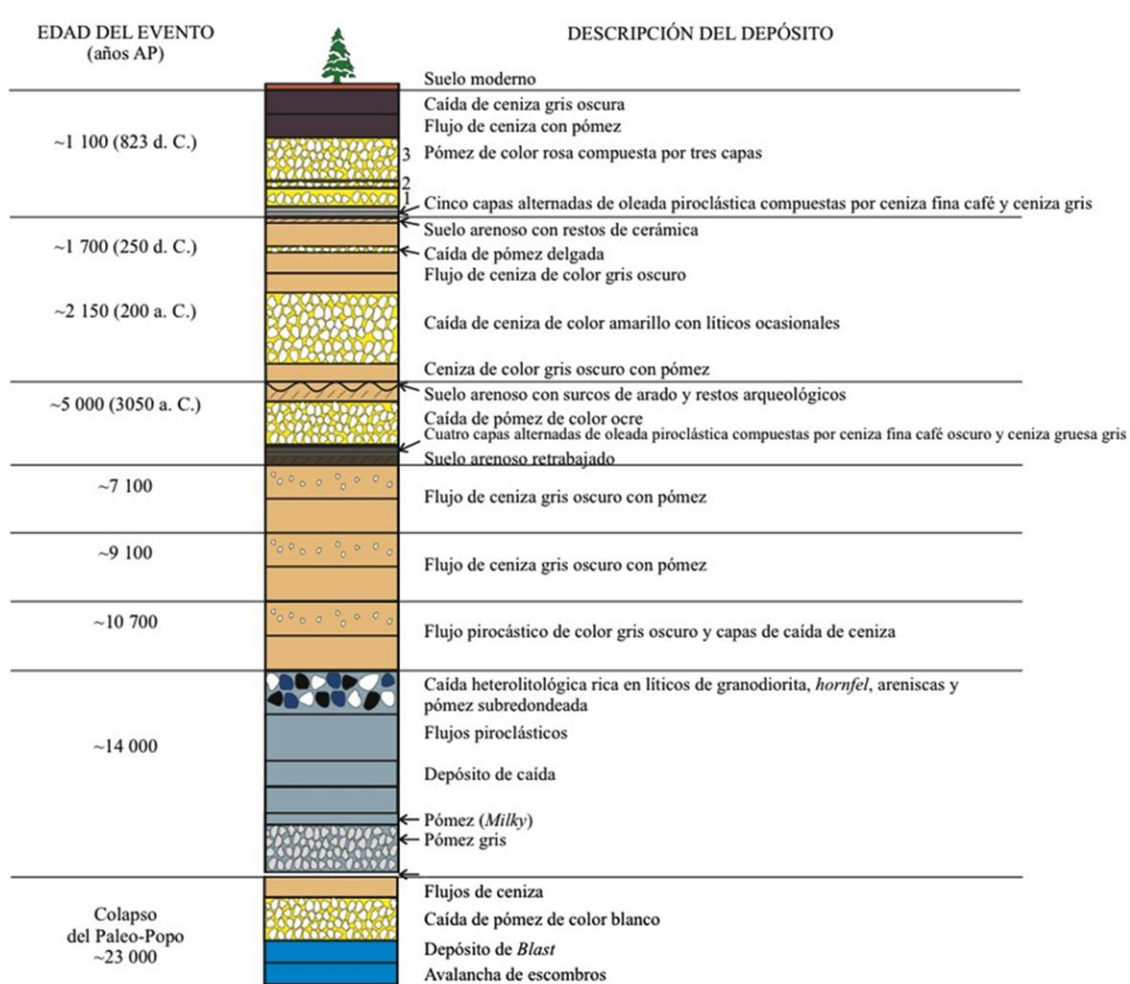 EDAD DEL EVENTO
(años AP)
DESCRIPCIÓN DEL DEPÓSITO
Suelo moderno
~1 100 (823 d. C.)
Caída de ceniza gris oscura
Flujo de ceniza con pómez
3
Pómez de color rosa compuesta por tres capas
2
1
Cinco capas alternadas de oleada piroclástica compuestas por ceniza fina café y ceniza gris
Suelo arenoso con restos de cerámica
~1 700 (250 d. C.)
Caída de pómez delgada
Flujo de ceniza de color gris oscuro
~2 150 (200 a. C.)
Caída de ceniza de color amarillo con líticos ocasionales
Ceniza de color gris oscuro con pómez
~5 000 (3050 a. C.)
Suelo arenoso con surcos de arado y restos arqueológicos
Caída de pómez de color ocre
Cuatro capas alternadas de oleada piroclástica compuestas por ceniza fina café oscuro y ceniza gruesa gris
Suelo arenoso retrabajado
~7 100
Flujo de ceniza gris oscuro con pómez
~9 100
Flujo de ceniza gris oscuro con pómez
~10 700
Flujo pirocástico de color gris oscuro y capas de caída de ceniza
~14 000
Caída heterolitológica rica en líticos de granodiorita, hornfel, areniscas y
pómez subredondeada
Flujos piroclásticos
Depósito de caída
Pómez (Milky)
Pómez gris
Colapso
del Paleo-Popo
~23 000
Flujos de ceniza
Caída de pómez de color blanco
Depósito de Blast
Avalancha de escombros